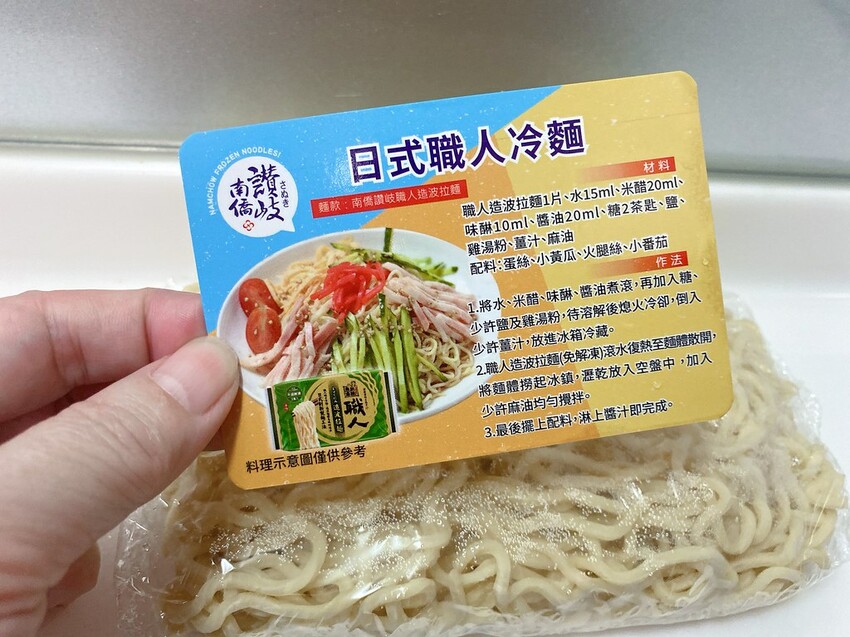 NAMCHOW FROZEN NOODLES!
讃岐
さぬき
南僑
日式職人冷麵
麵款：南僑讃岐職人造波拉麵
材料
職人造波拉麵1片、水15ml、米醋20ml、
味醂10ml、醬油20ml、糖2茶匙、鹽、
雞湯粉、薑汁、麻油
配料：蛋絲、小黃瓜、火腿絲、小番茄
作法
1.將水、米醋、味醂、醬油煮滾，再加入糖、
少許鹽及雞湯粉，待溶解後熄火冷卻，倒入
少許薑汁，放進冰箱冷藏。
2.職人造波拉麵(免解凍)滾水復熱至麵體散開，
將麵體撈起冰鎮，瀝乾放入空盤中，加入
少許麻油均勻攪拌。
3.最後擺上配料，淋上醬汁即完成。
職人
料理示意圖僅供參考